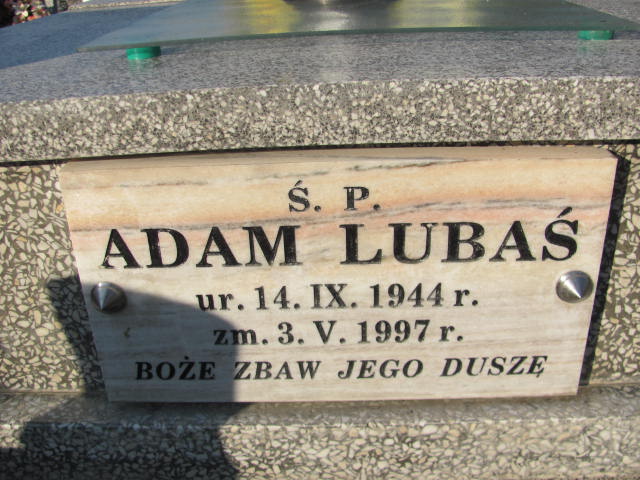 Ś. P.
ADAM LUBAŚ
ur. 14. IX. 1944 r.
zm. 3. V. 1997 r.
BOŻE ZBAW JEGO DUSZĘ